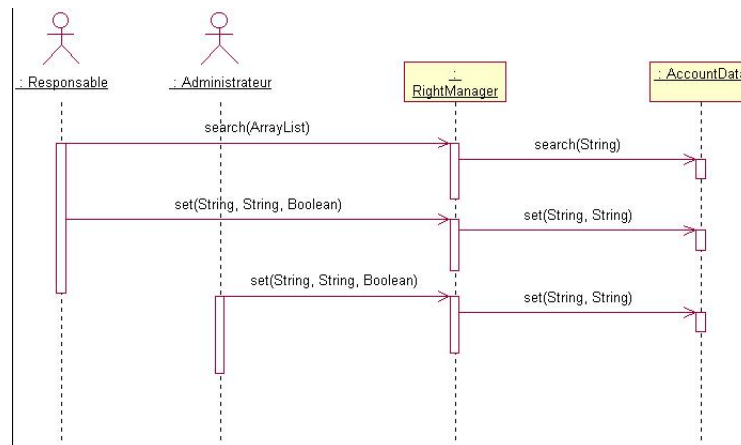 : Responsable
: Administrateur
:
RightManager
: AccountData
search(ArrayList)
search(String)
set(String, String, Boolean)
set(String, String)
set(String, String, Boolean)
set(String, String)